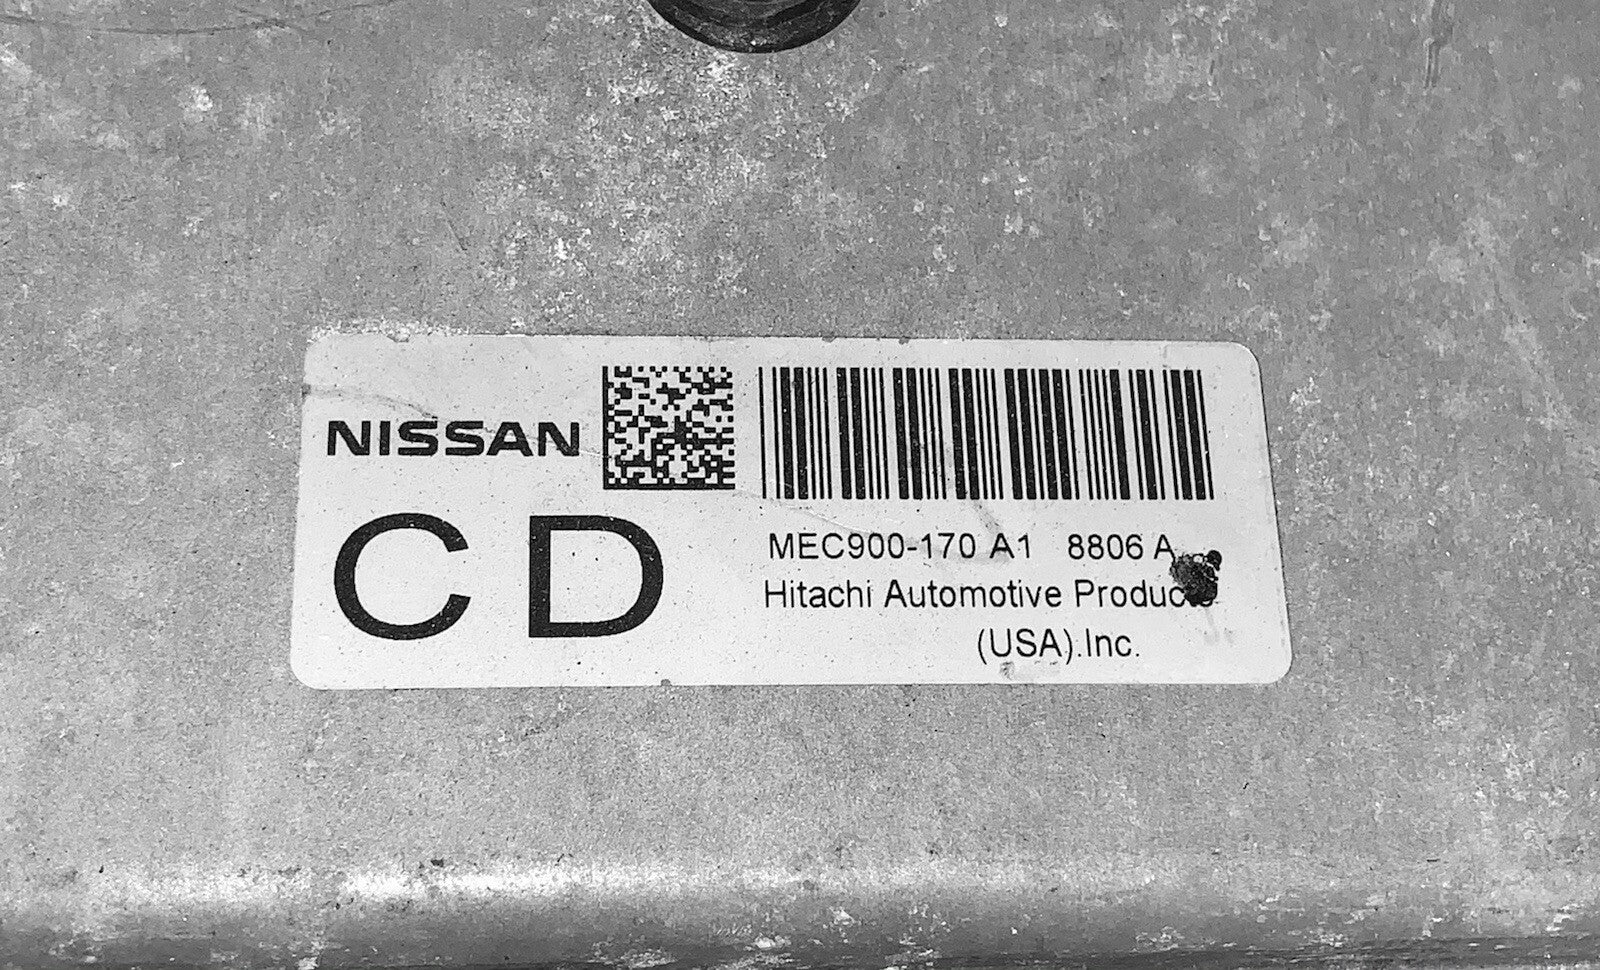 NISSAN
CD
MEC900-170 A1 8806 A
Hitachi Automotive Products
(USA).Inc.